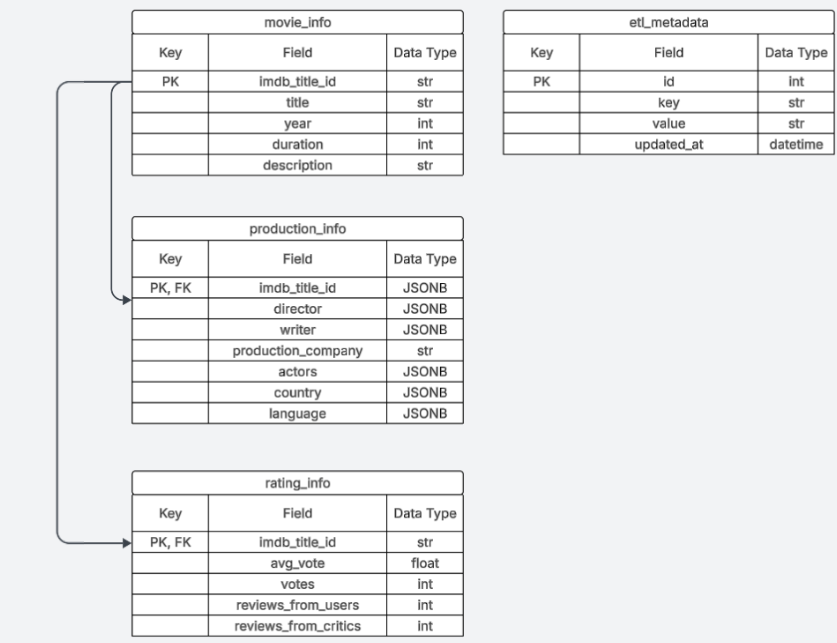 movie_info
Key Field Data Type
PK imdb_title_id str
title str
year int
duration int
description str
etl_metadata
Key Field Data Type
PK id int
key str
value str
updated_at datetime
production_info
Key Field Data Type
PK, FK imdb_title_id JSONB
director JSONB
writer JSONB
production_company str
actors JSONB
country JSONB
language JSONB
rating_info
Key Field Data Type
PK, FK imdb_title_id str
avg_vote float
votes int
reviews_from_users int
reviews_from_critics int